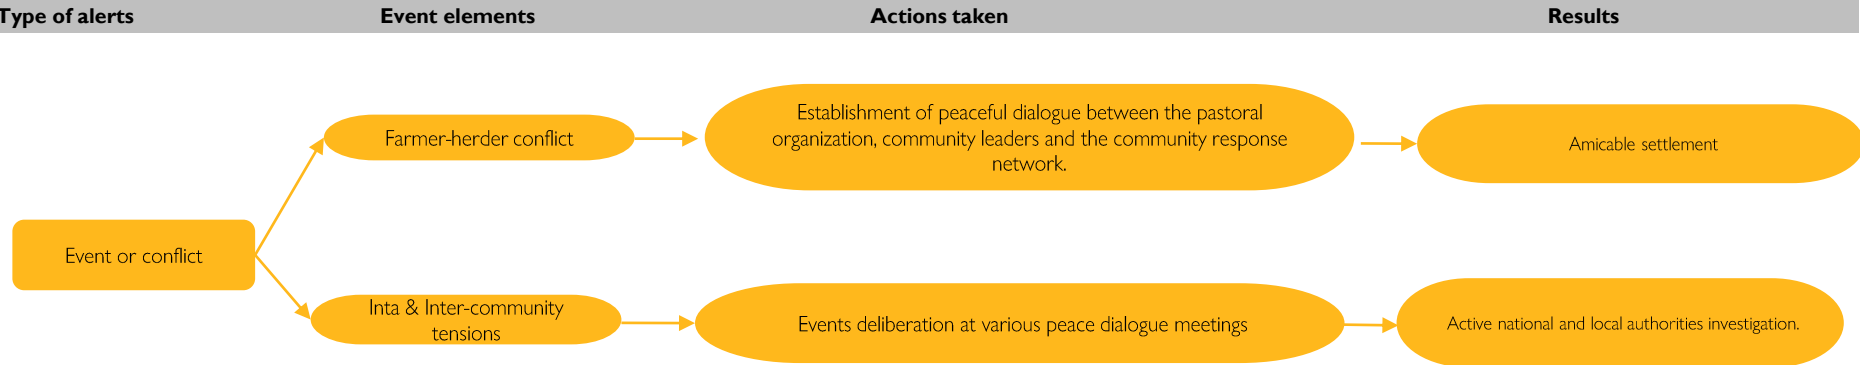 Type of alerts
Event elements
Actions taken
Results
Farmer-herder conflict
Establishment of peaceful dialogue between the pastoral
organization, community leaders and the community response
network.
Amicable settlement
Event or conflict
Inta & Inter-community
tensions
Events deliberation at various peace dialogue meetings
Active national and local authorities investigation.